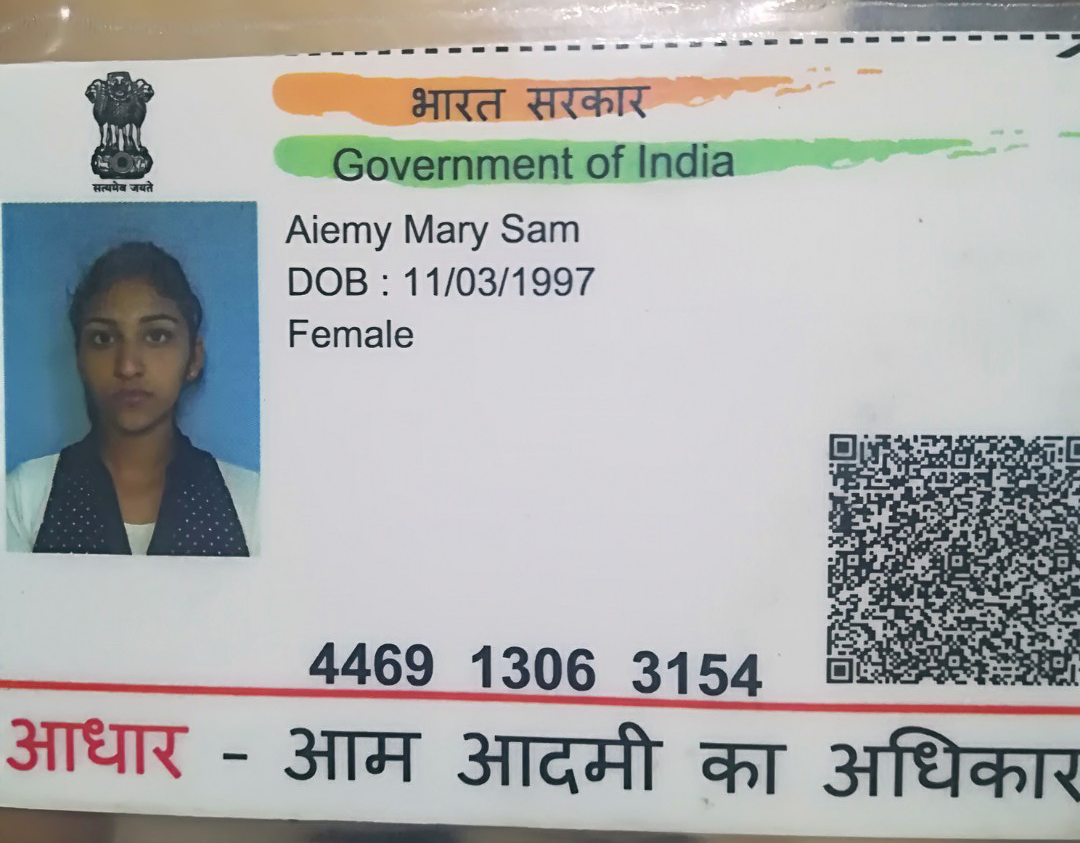 सत्यमेव जयते
भारत सरकार
Government of India
Aiemy Mary Sam
DOB : 11/03/1997
Female
4469 1306 3154
आधार - आम आदमी का अधिकार